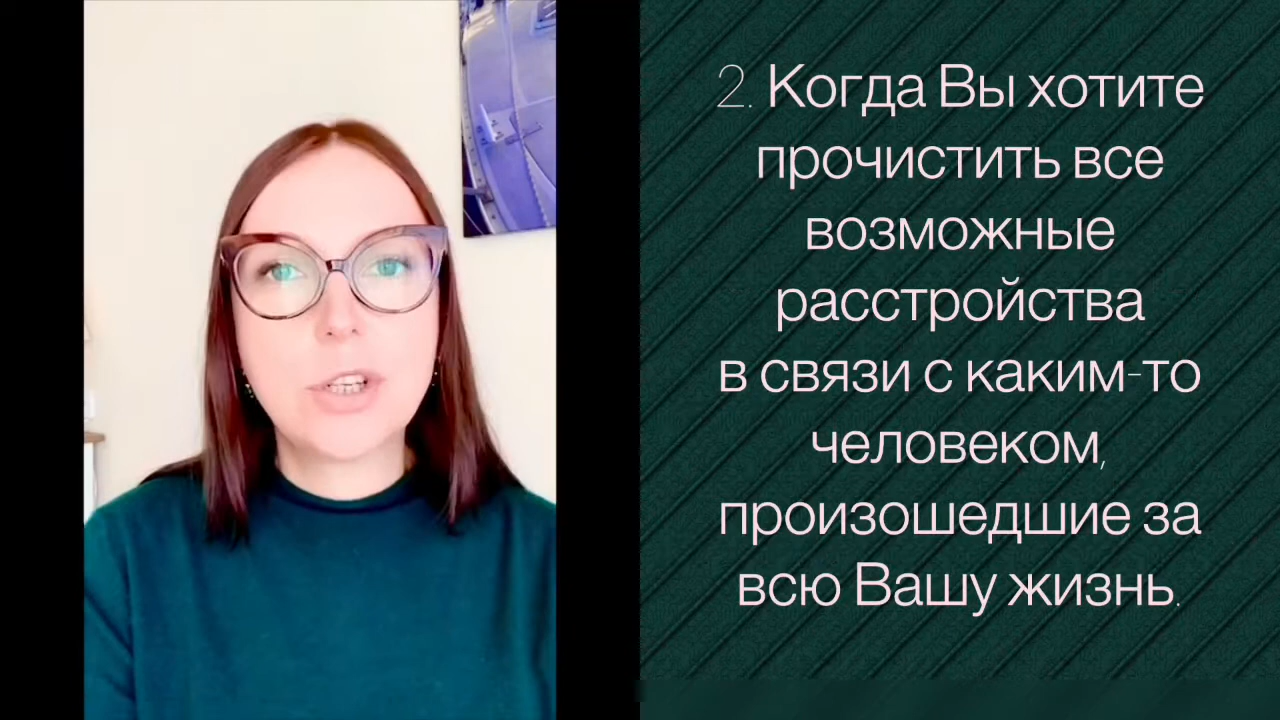 2. Когда Вы хотите
прочистить все
возможные
расстройства
в связи с каким-то
человеком,
произошедшие за
всю Вашу жизнь.